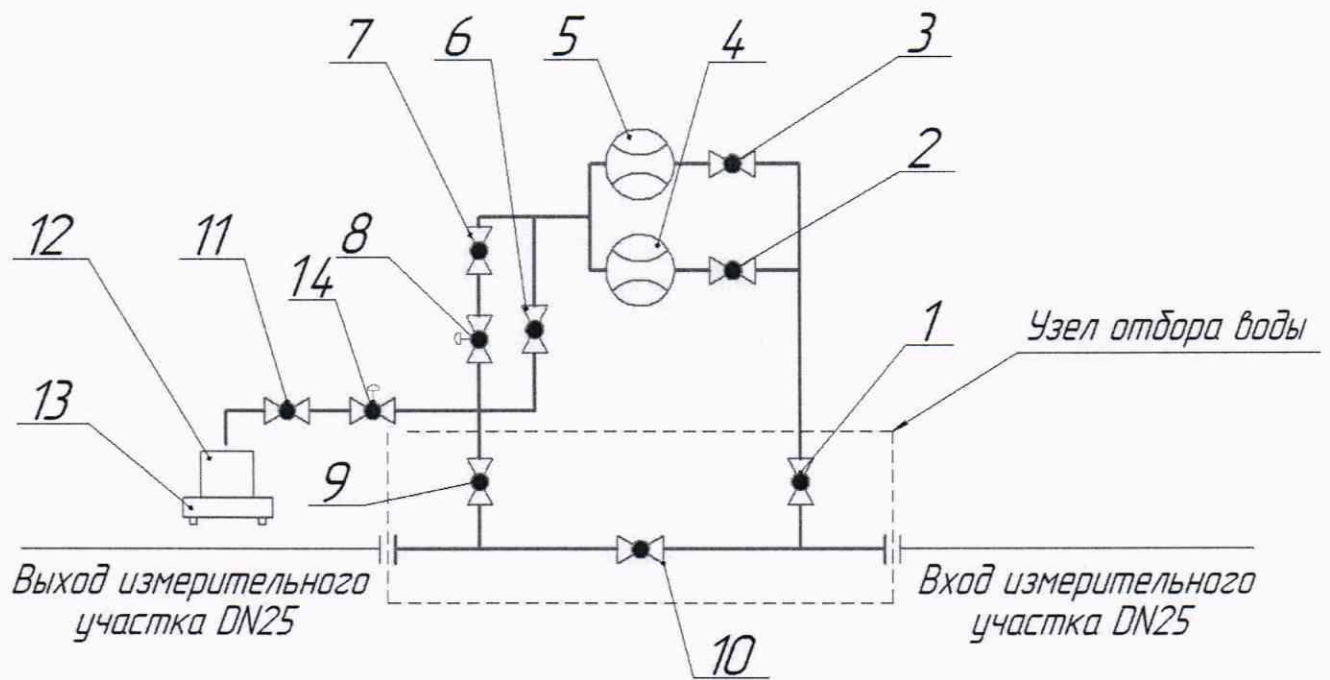 5
4
3
7
6
2
12
11
8
14
1
Узел отбора воды
13
9
Выход измерительного
участка DN25
Вход измерительного
участка DN25
10